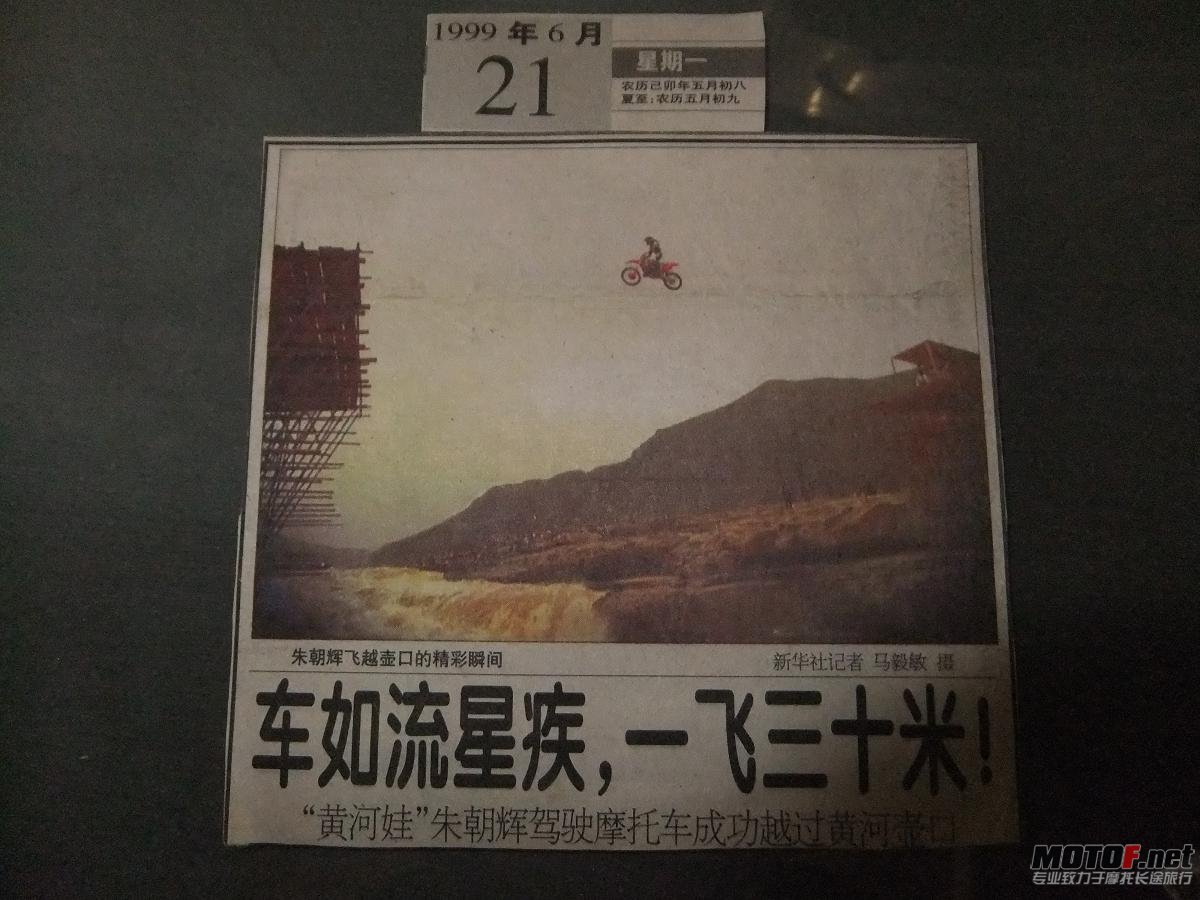 1999 年 6 月
21
星期一
农历己卯年五月初八
夏至:农历五月初九
朱朝辉飞越壶口的精彩瞬间
新华社记者 马毅敏 摄
车如流星疾,一飞三十米!
“黄河娃”朱朝辉驾驶摩托车成功越过黄河壶口
MOTOF.net
专业致力于摩托长途旅行